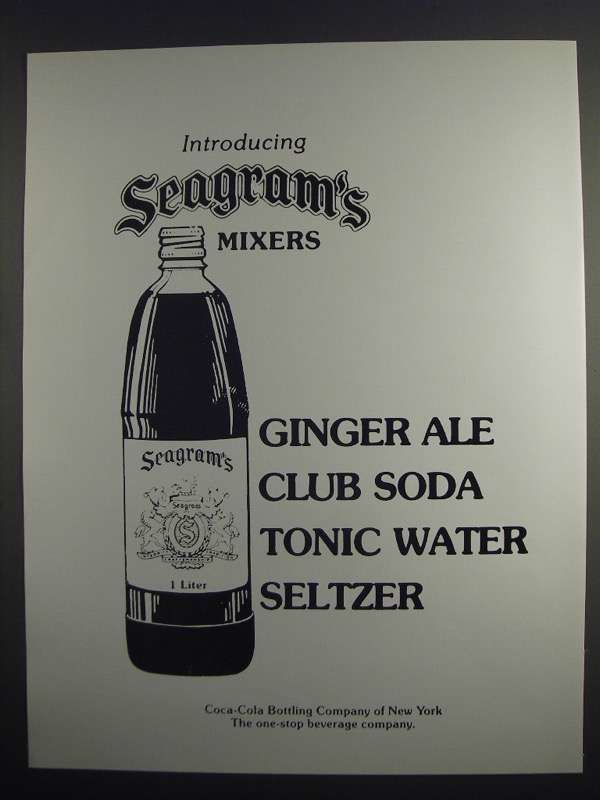 Introducing
Seagram's
MIXERS
GINGER ALE
CLUB SODA
TONIC WATER
SELTZER
Seagram's
Seagram
S
1 Liter
Coca-Cola Bottling Company of New York
The one-stop beverage company.